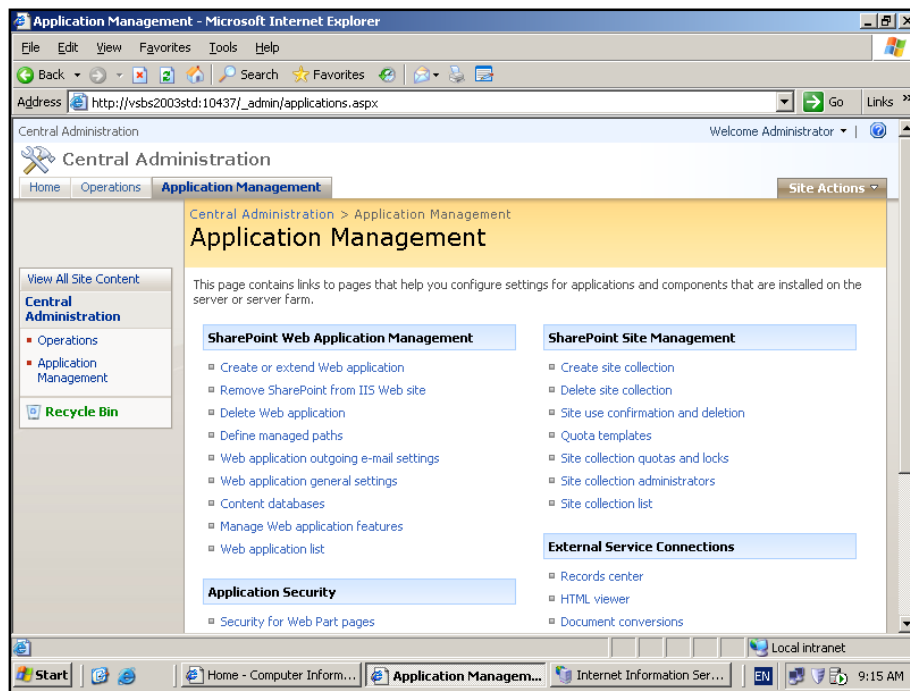 Application Management - Microsoft Internet Explorer
File Edit View Favorites Tools Help
Back Search Favorites
Address http://vsbs2003std:10437/_admin/applications.aspx Go Links »
Central Administration Welcome Administrator
Central Administration
Home Operations Application Management Site Actions
Central Administration > Application Management
Application Management
View All Site Content
Central
Administration
Operations
Application
Management
Recycle Bin
This page contains links to pages that help you configure settings for applications and components that are installed on the
server or server farm.
SharePoint Web Application Management
Create or extend Web application
Remove SharePoint from IIS Web site
Delete Web application
Define managed paths
Web application outgoing e-mail settings
Web application general settings
Content databases
Manage Web application features
Web application list
Application Security
Security for Web Part pages
SharePoint Site Management
Create site collection
Delete site collection
Site use confirmation and deletion
Quota templates
Site collection quotas and locks
Site collection administrators
Site collection list
External Service Connections
Records center
HTML viewer
Document conversions
Local intranet
Start Home - Computer Inform... Application Managem... Internet Information Ser... EN 9:15 AM